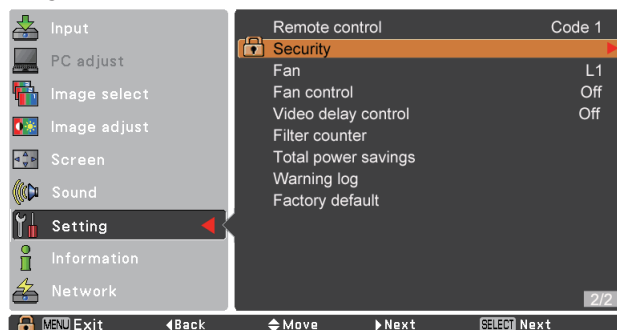 Input
PC adjust
Image select
Image adjust
Screen
Sound
Setting
Information
Network
Remote control Code 1
Security
Fan L1
Fan control Off
Video delay control Off
Filter counter
Total power savings
Warning log
Factory default
2/2
MENU Exit Back Move Next SELECT Next